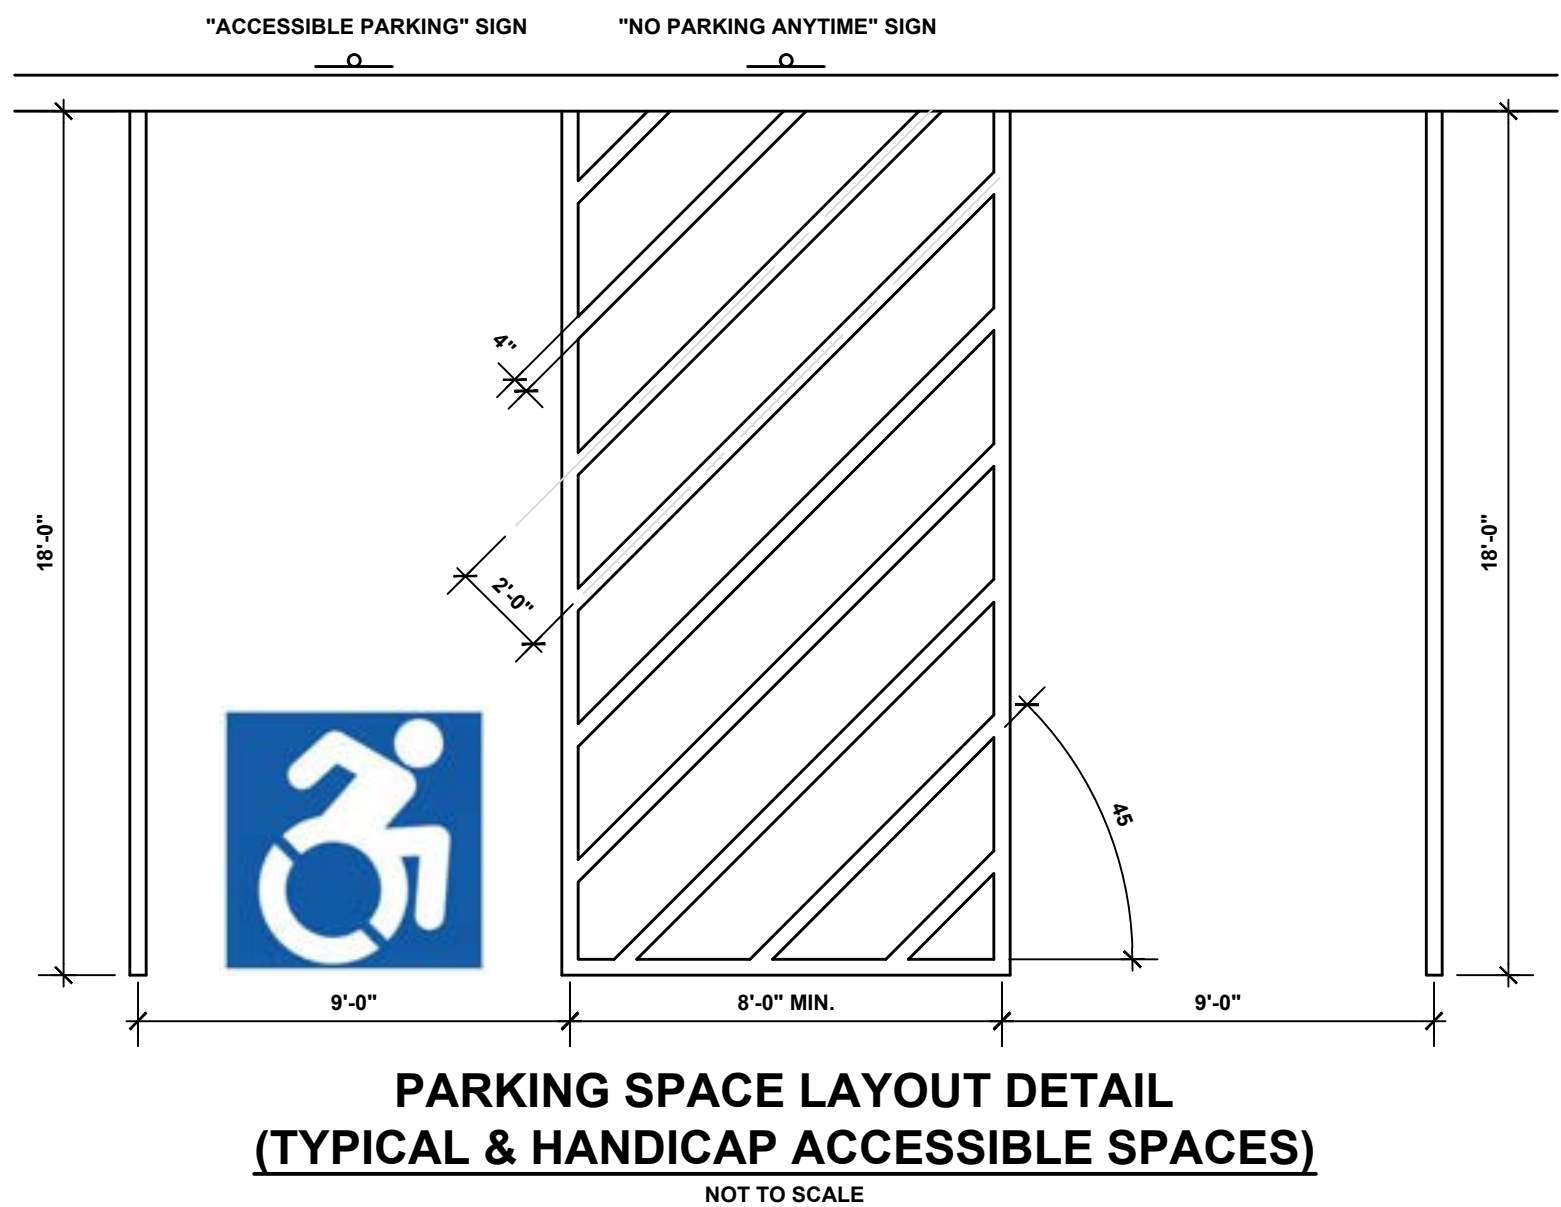 "ACCESSIBLE PARKING" SIGN
"NO PARKING ANYTIME" SIGN
4"
18'-0"
18'-0"
2'-0"
45
9'-0"
8'-0" MIN.
9'-0"
PARKING SPACE LAYOUT DETAIL
(TYPICAL & HANDICAP ACCESSIBLE SPACES)
NOT TO SCALE